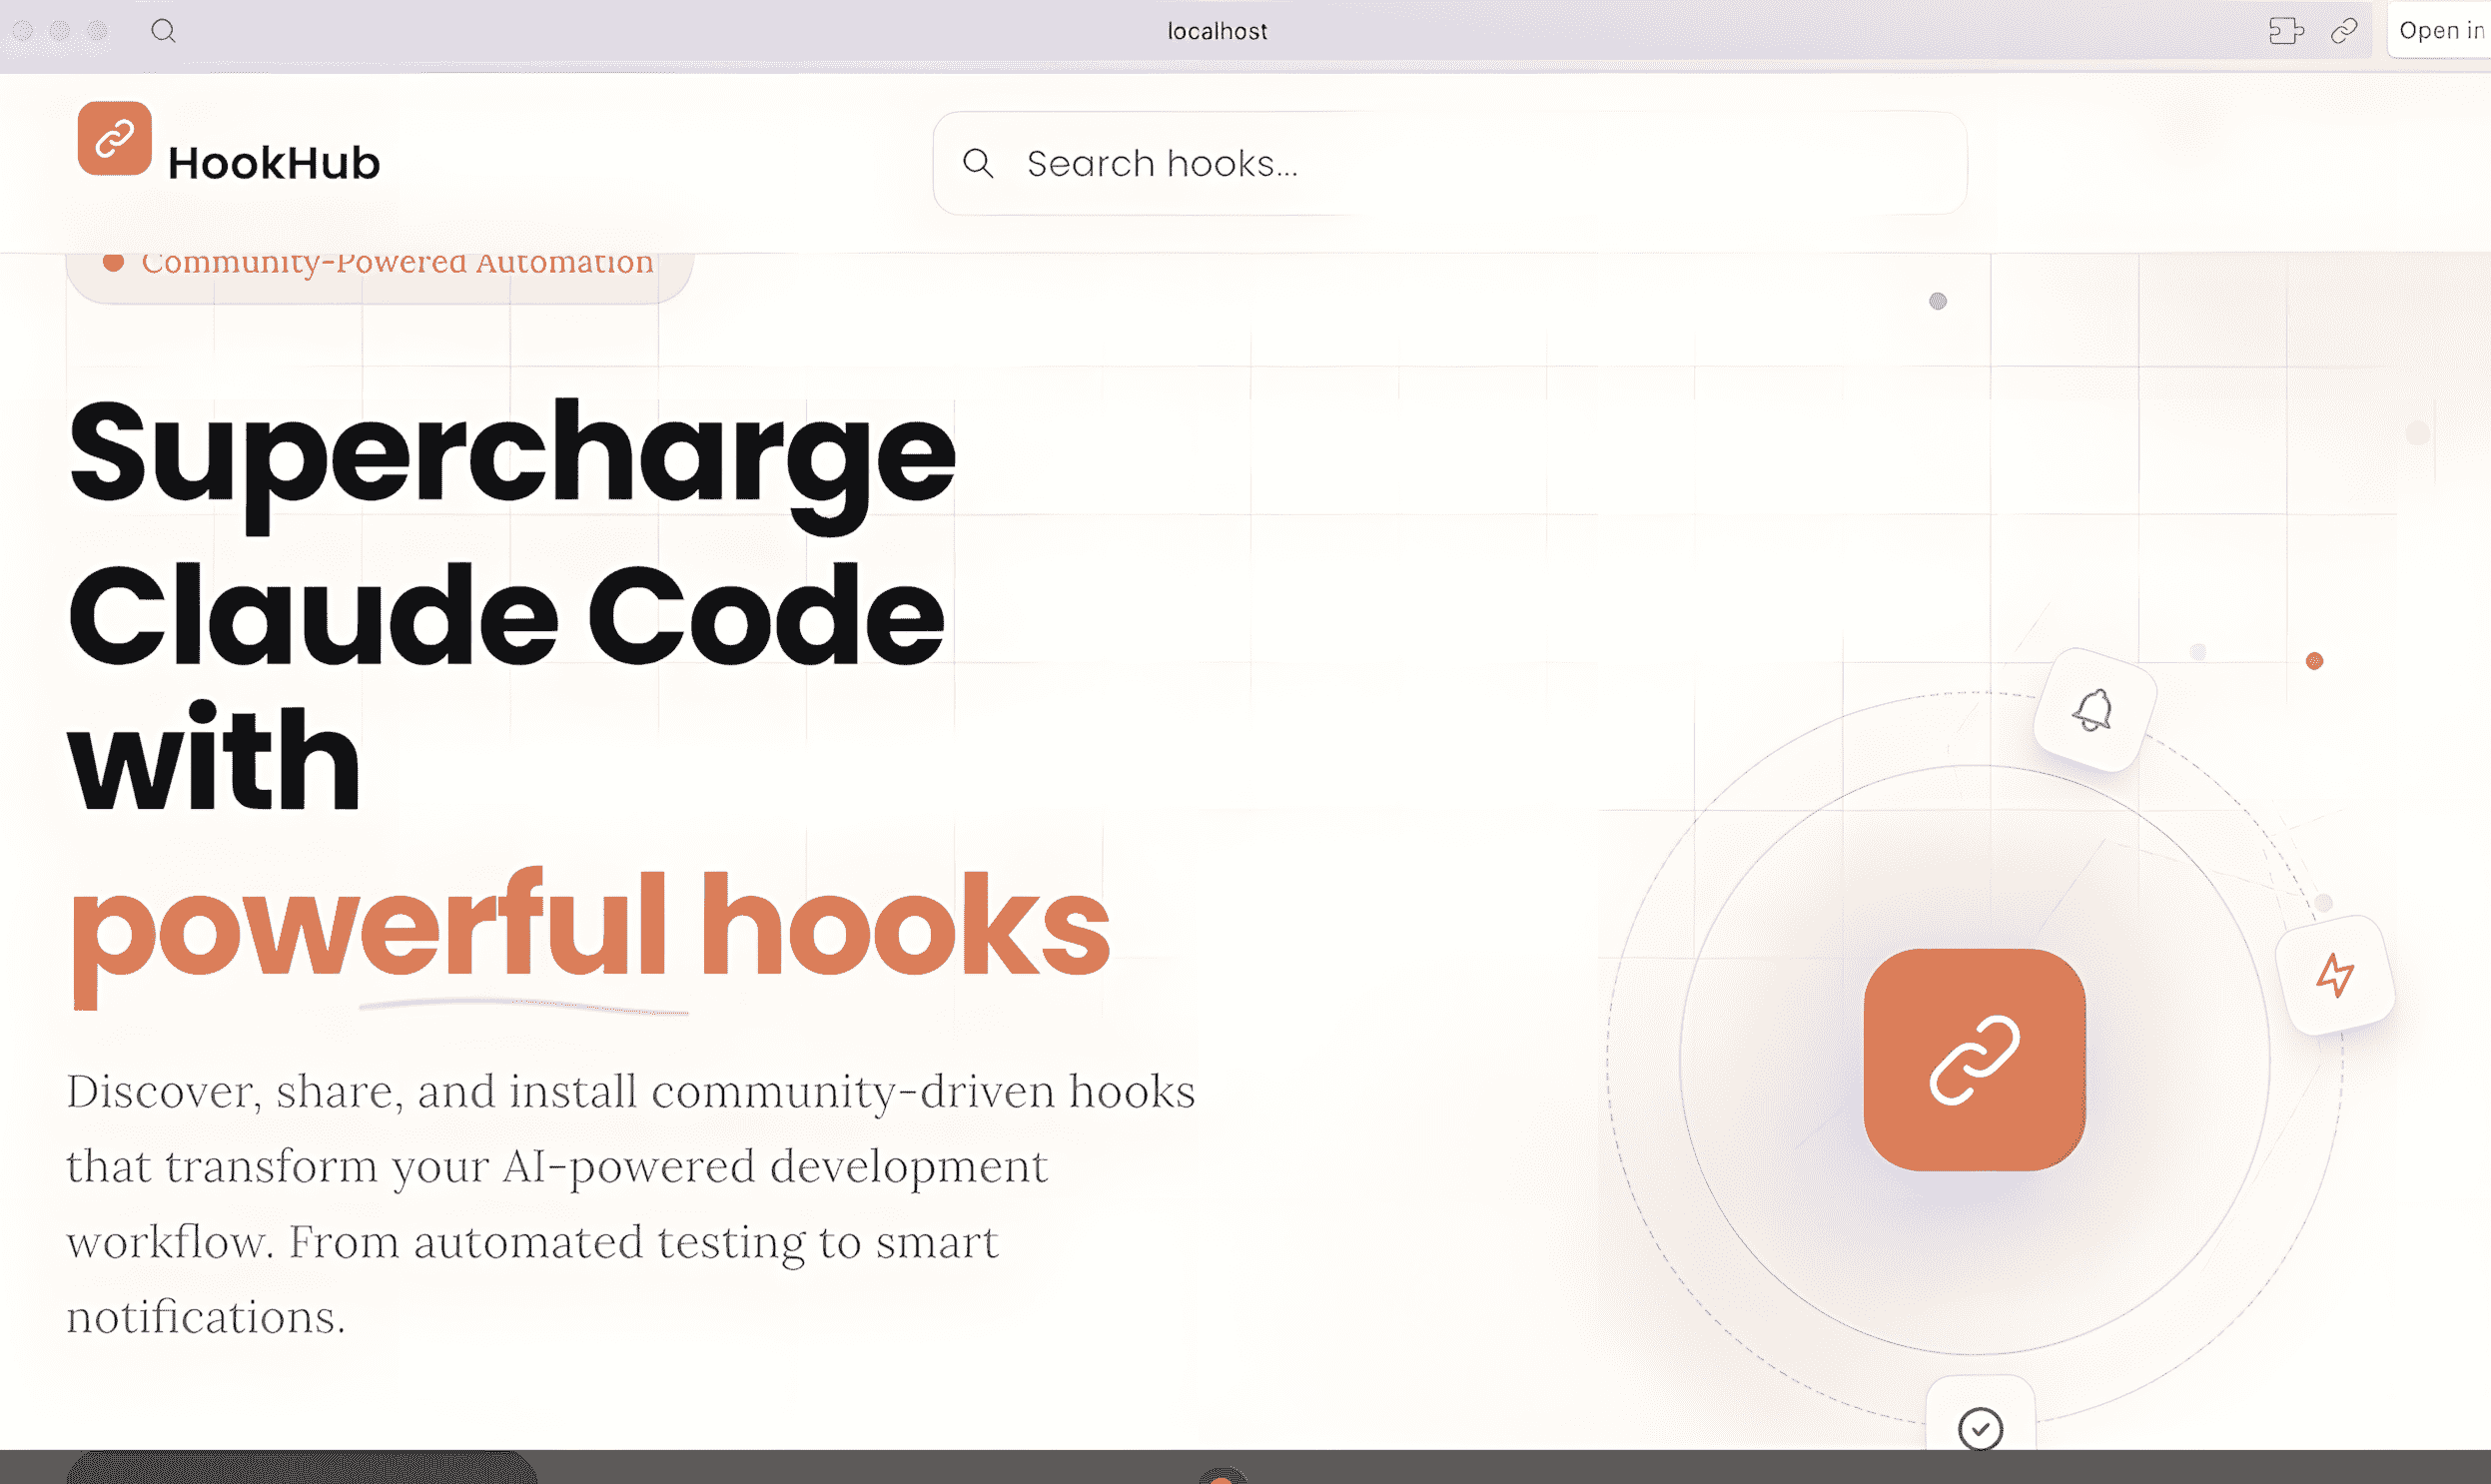 localhost
Open in
HookHub
Search hooks...
Community-Powered Automation
Supercharge
Claude Code
with
powerful hooks
Discover, share, and install community-driven hooks
that transform your AI-powered development
workflow. From automated testing to smart
notifications.